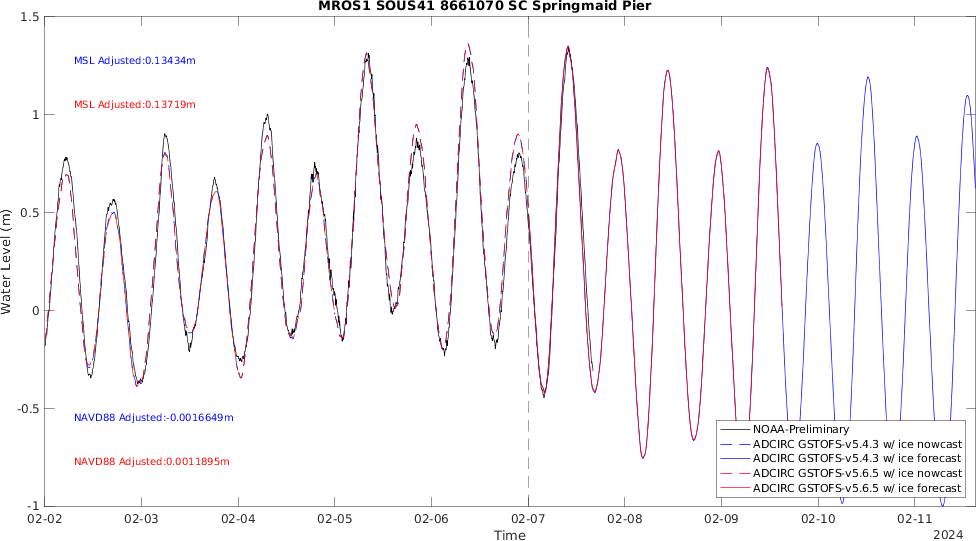 MROS1 SOUS41 8661070 SC Springmaid Pier
1.5
MSL Adjusted:0.13434m
MSL Adjusted:0.13719m
1
0.5
Water Level (m)
0
-0.5
NAVD88 Adjusted:-0.0016649m
NAVD88 Adjusted:0.0011895m
NOAA-Preliminary
ADCIRC GSTOFS-v5.4.3 w/ ice nowcast
ADCIRC GSTOFS-v5.4.3 w/ ice forecast
ADCIRC GSTOFS-v5.6.5 w/ ice nowcast
ADCIRC GSTOFS-v5.6.5 w/ ice forecast
-1
02-02 02-03 02-04 02-05 02-06 02-07 02-08 02-09 02-10 02-11
Time
2024